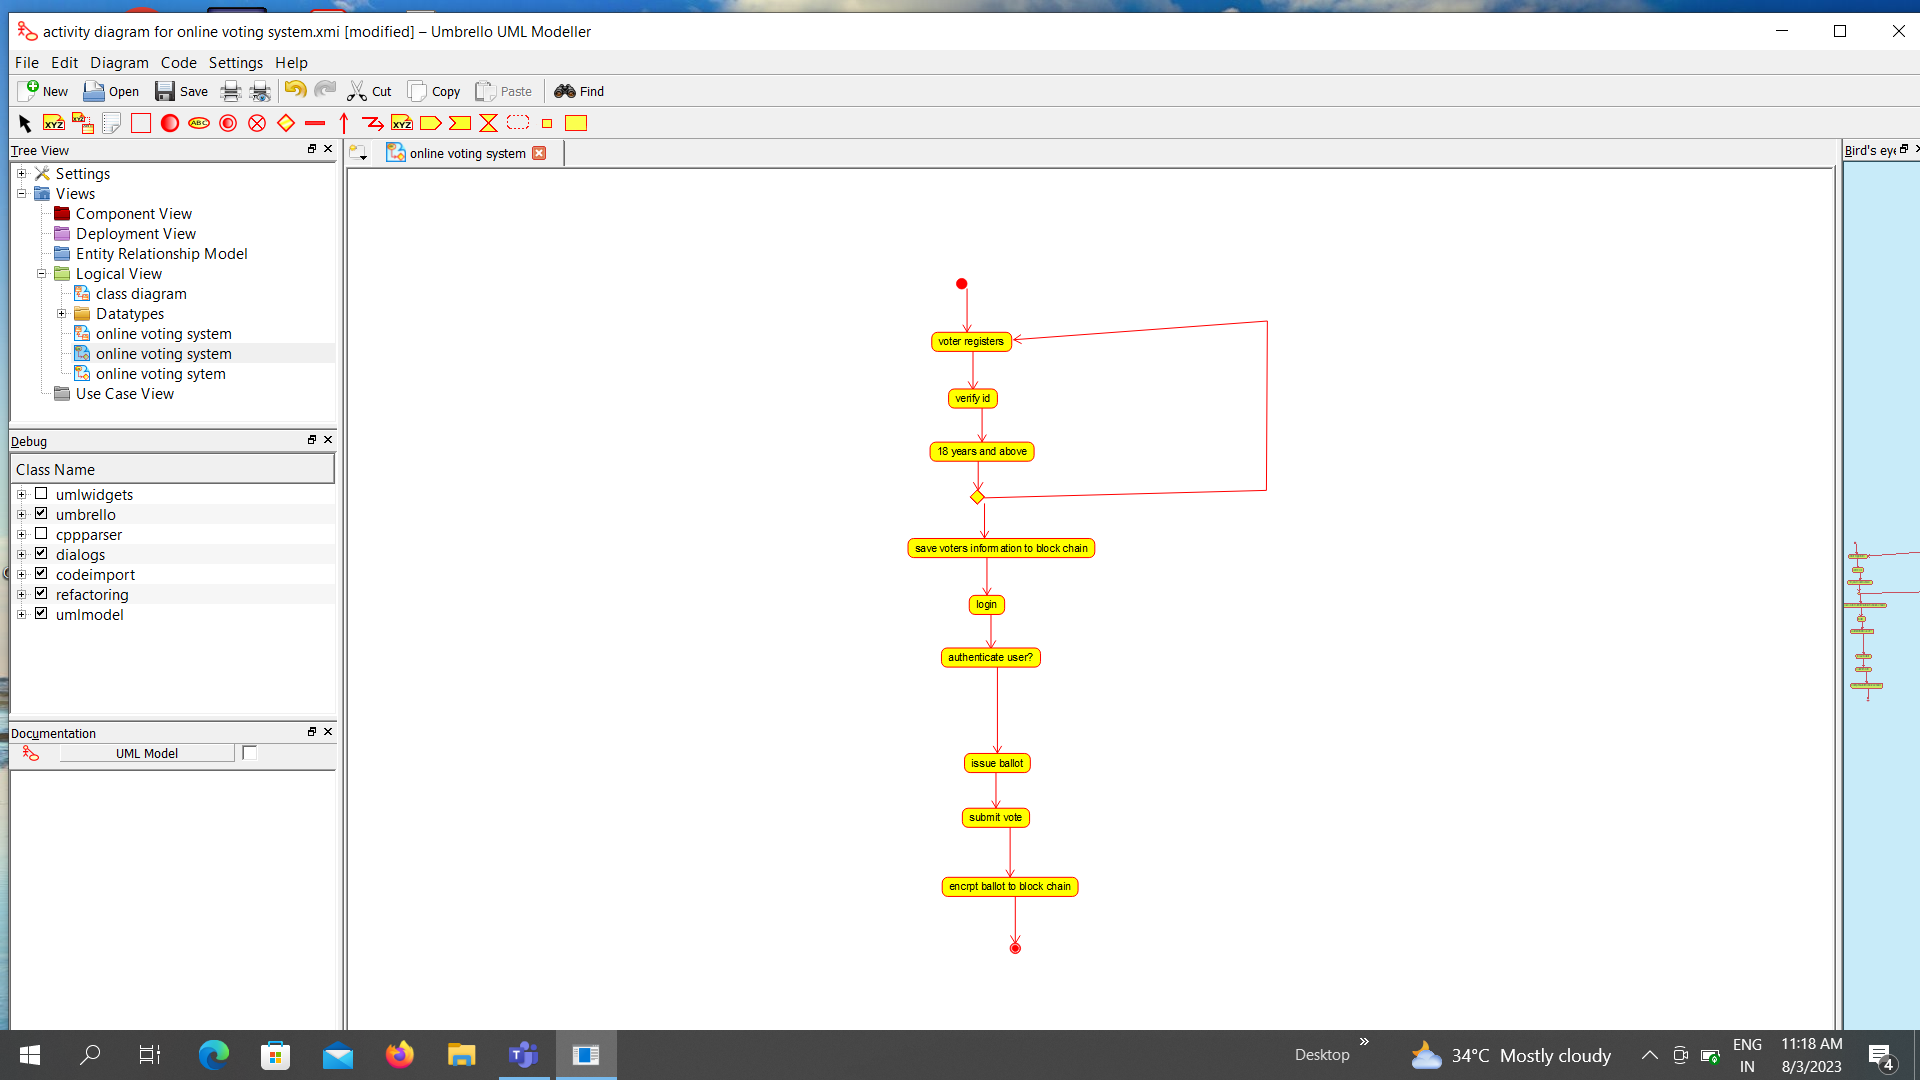 activity diagram for online voting system.xmi [modified] – Umbrello UML Modeller
File Edit Diagram Code Settings Help
New Open Save Cut Copy Paste Find
XYZ XYZ ABC XYZ
Tree View
online voting system
Bird's eye
Settings
Views
Component View
Deployment View
Entity Relationship Model
Logical View
class diagram
Datatypes
online voting system
online voting system
online voting sytem
Use Case View
Debug
Class Name
umlwidgets
umbrello
cppparser
dialogs
codeimport
refactoring
umlmodel
Documentation
UML Model
voter registers
verify id
18 years and above
save voters information to block chain
login
authenticate user?
issue ballot
submit vote
encrpt ballot to block chain
Desktop
34°C Mostly cloudy
ENG
IN
11:18 AM
8/3/2023
4